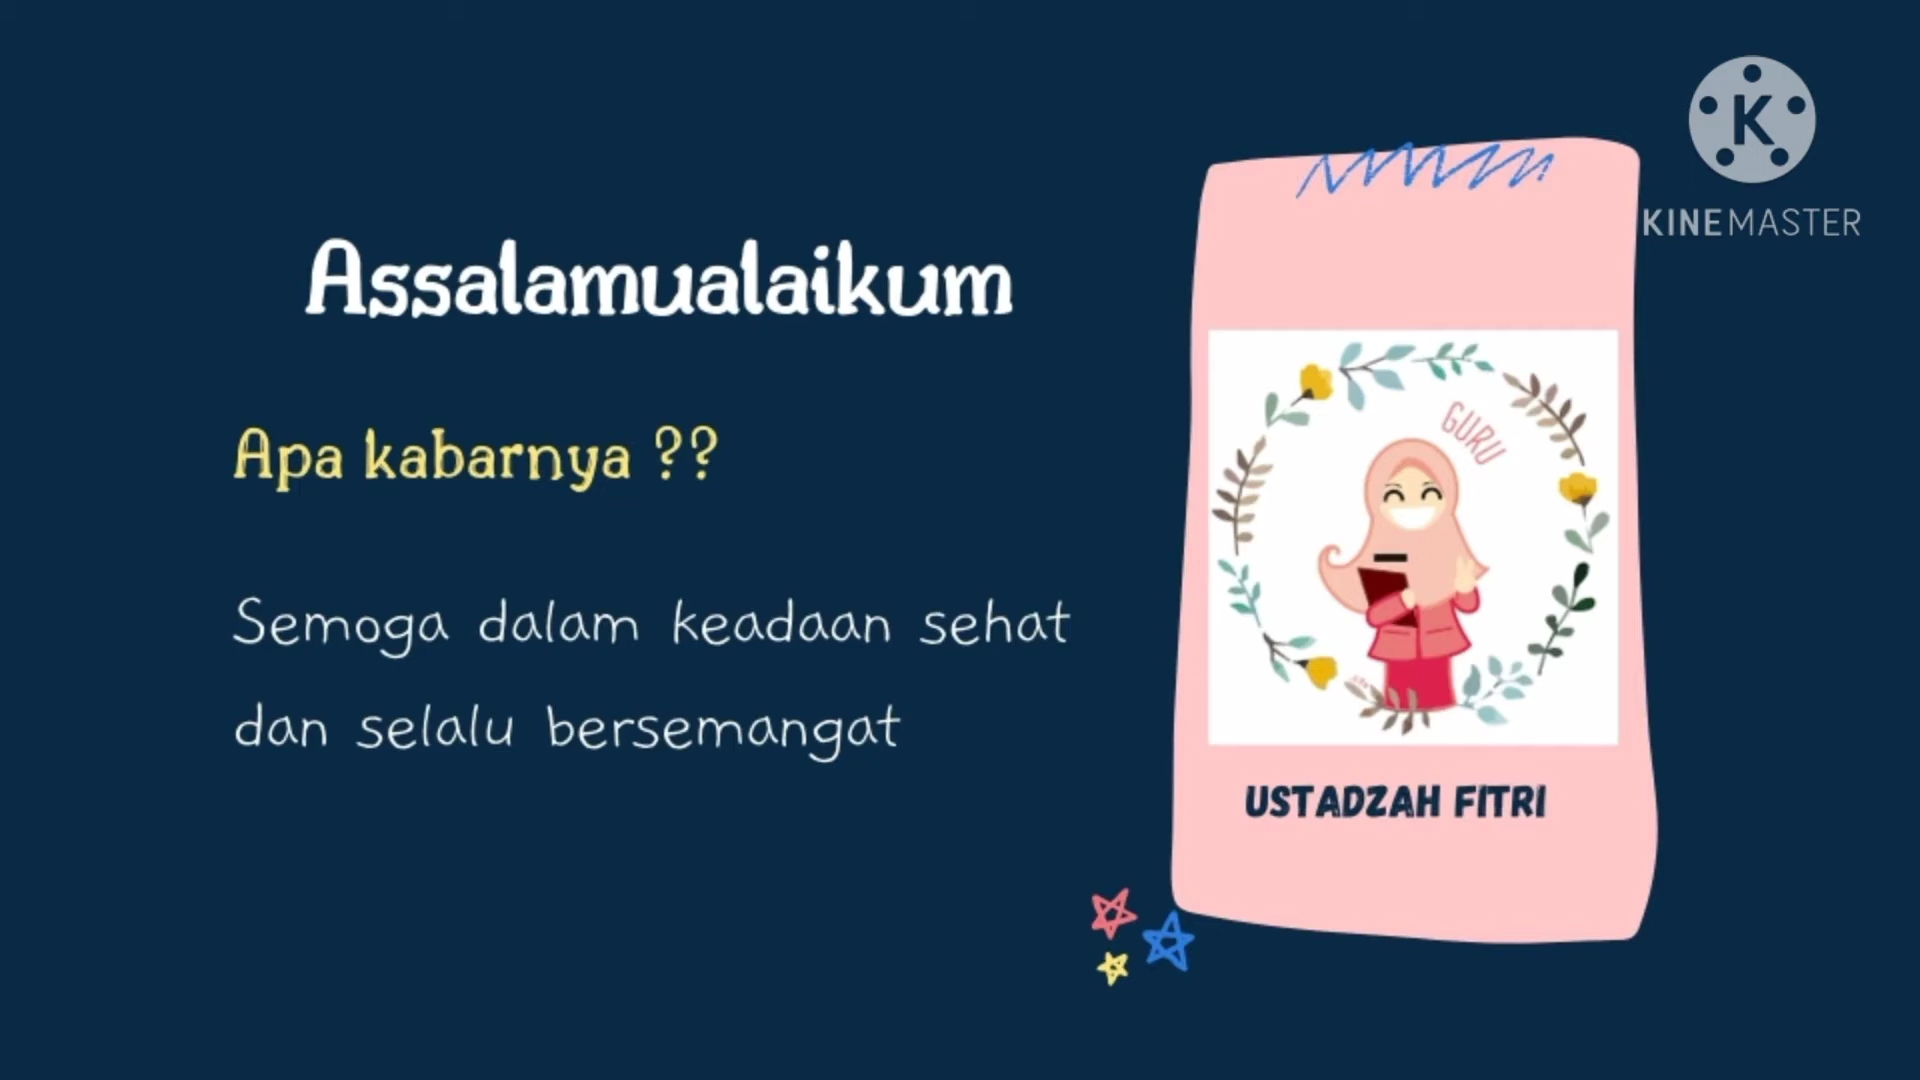 Assalamualaikum
Apa kabarnya ??
Semoga dalam keadaan sehat
dan selalu bersemangat
GURU
USTADZAH FITRI
K
KINEMASTER